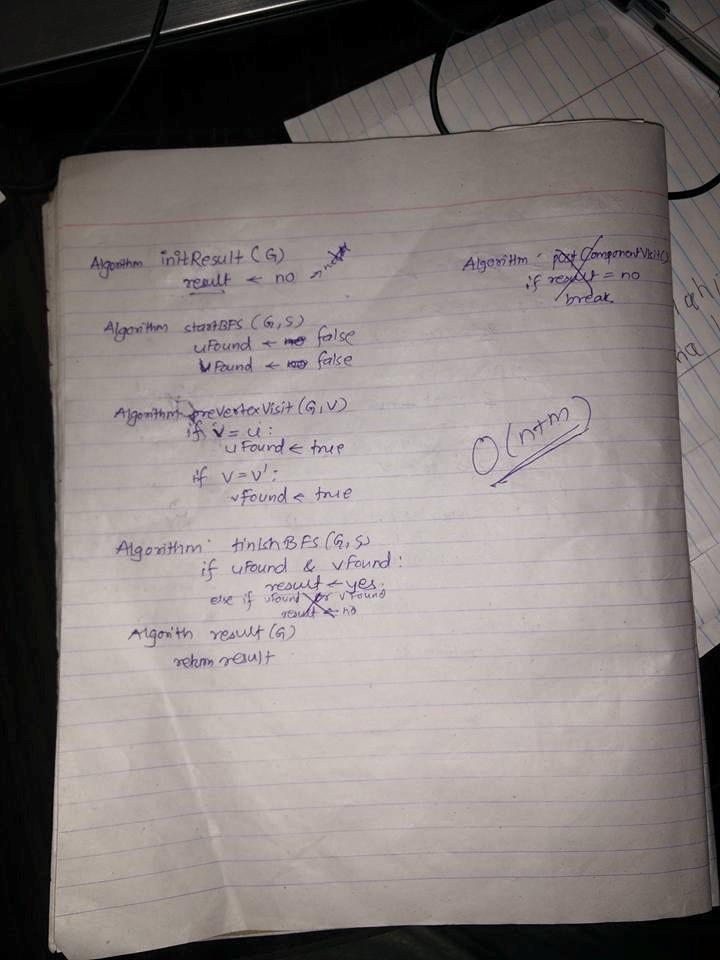 Algorithm initResult (G)
result ← no
Algorithm startBFS (G, S)
uFound ← no false
vFound ← no false
Algorithm preVertexVisit (G, V)
if v = u :
uFound ← true
if v = v' :
vFound ← true
Algorithm: finishBFS (G, S)
if uFound & vFound :
result ← yes.
else if uFound or vFound
result ← no
Algorith result (G)
return result
Algorithm: postComponentVisit()
if result = no
break
O(n+m)